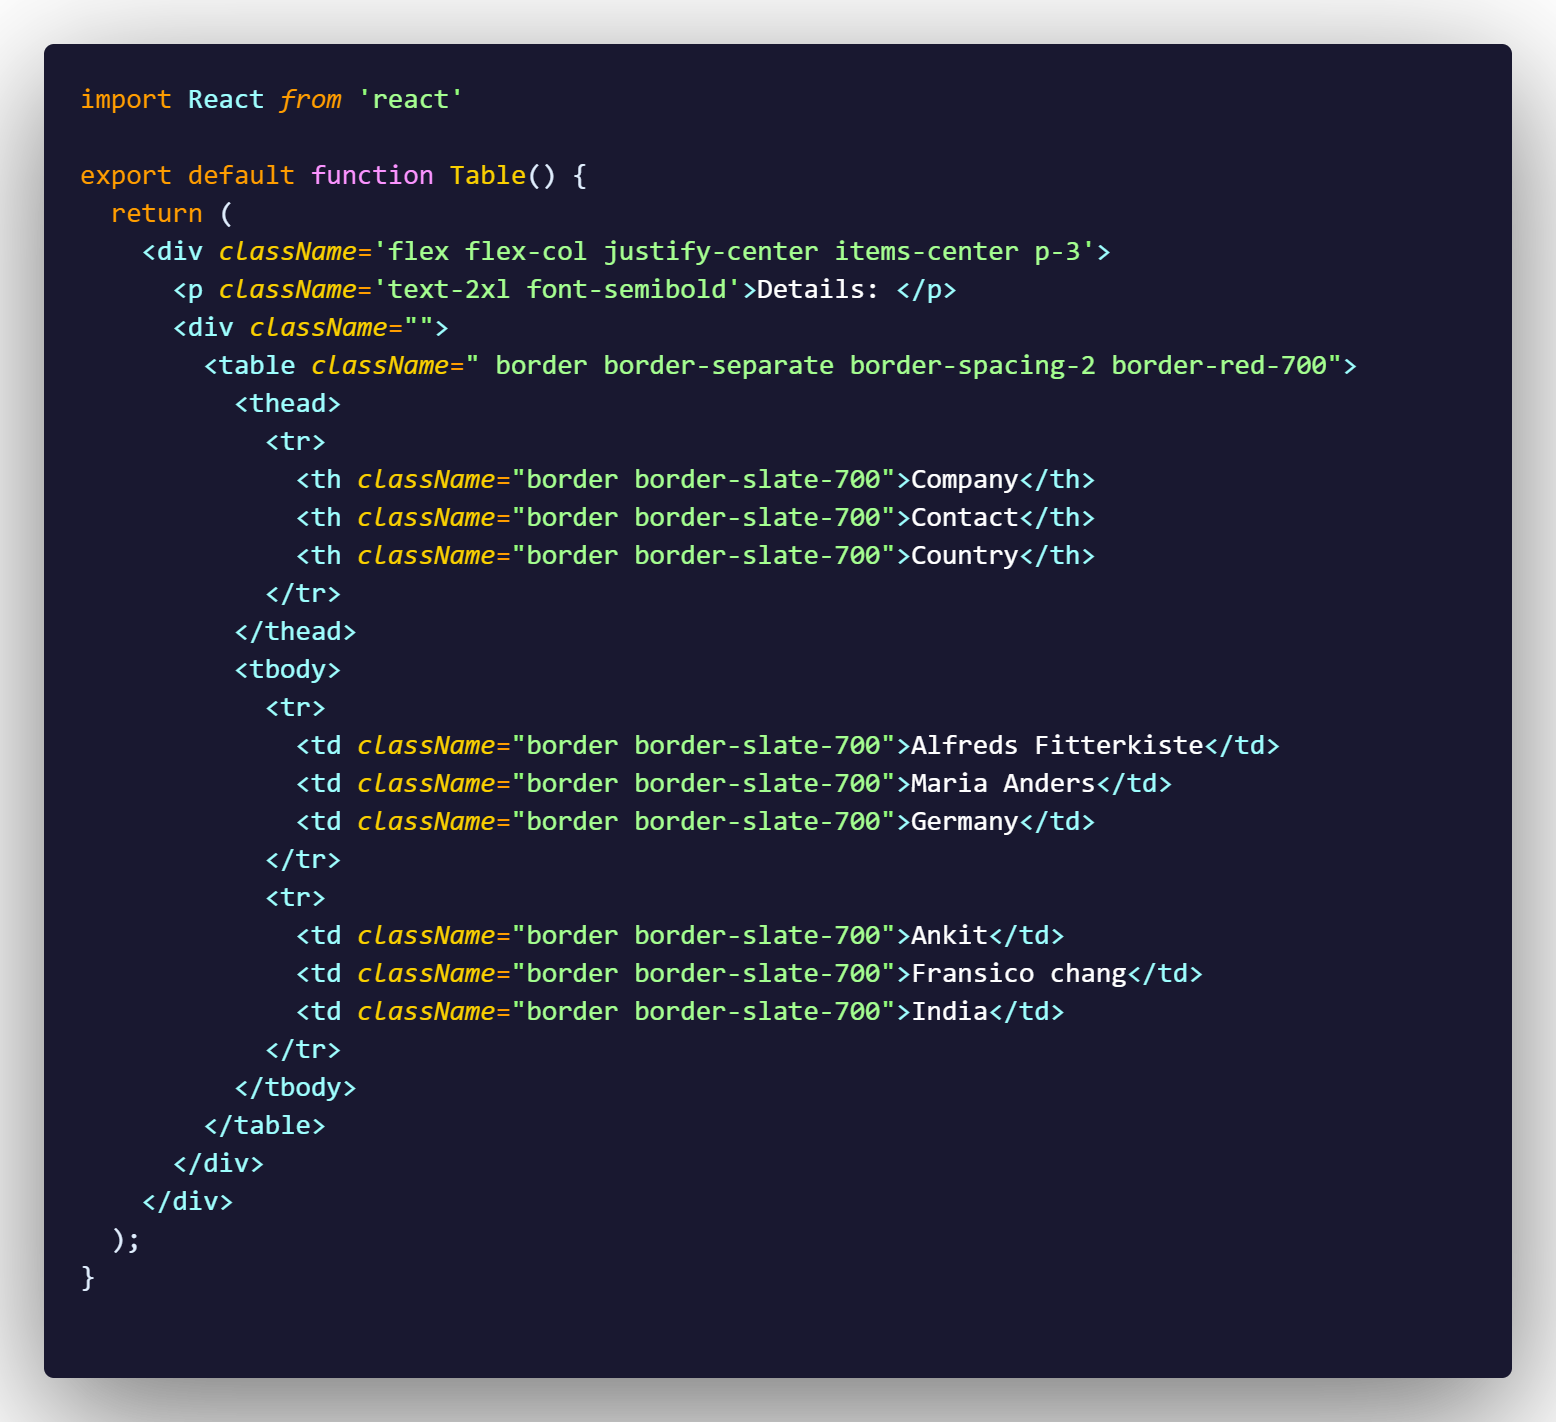 import React from 'react'

export default function Table() {
  return (
    <div className='flex flex-col justify-center items-center p-3'>
      <p className='text-2xl font-semibold'>Details: </p>
      <div className="">
        <table className=" border border-separate border-spacing-2 border-red-700">
          <thead>
            <tr>
              <th className="border border-slate-700">Company</th>
              <th className="border border-slate-700">Contact</th>
              <th className="border border-slate-700">Country</th>
            </tr>
          </thead>
          <tbody>
            <tr>
              <td className="border border-slate-700">Alfreds Fitterkiste</td>
              <td className="border border-slate-700">Maria Anders</td>
              <td className="border border-slate-700">Germany</td>
            </tr>
            <tr>
              <td className="border border-slate-700">Ankit</td>
              <td className="border border-slate-700">Fransico chang</td>
              <td className="border border-slate-700">India</td>
            </tr>
          </tbody>
        </table>
      </div>
    </div>
  );
}